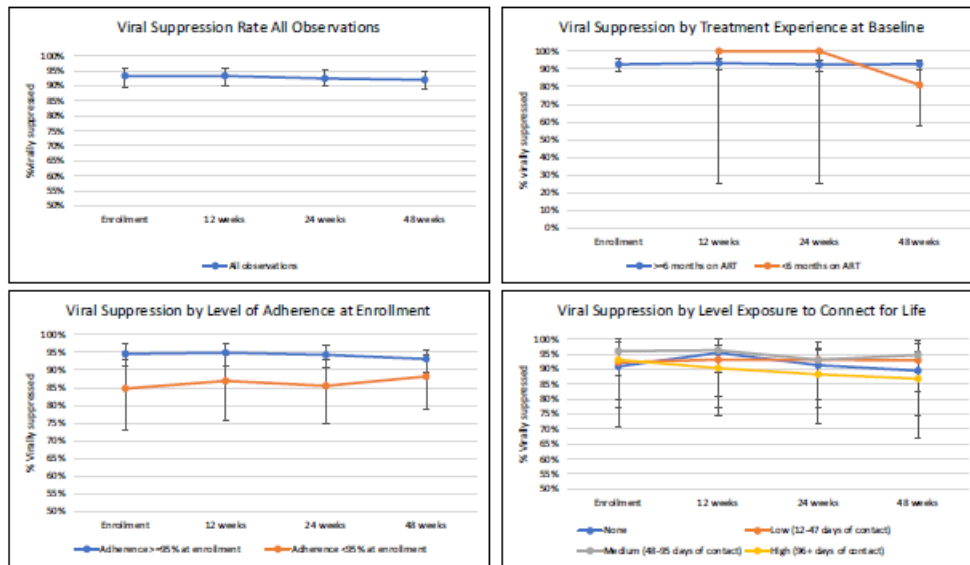 Viral Suppression Rate All Observations
%virally suppressed
100%
95%
90%
85%
80%
75%
70%
65%
60%
55%
50%
Enrollment 12 weeks 24 weeks 48 weeks
All observations
Viral Suppression by Treatment Experience at Baseline
% virally suppressed
100%
90%
80%
70%
60%
50%
40%
30%
20%
10%
0%
Enrollment 12 weeks 24 weeks 48 weeks
>=6 months on ART <6 months on ART
Viral Suppression by Level of Adherence at Enrollment
% Virally suppressed
100%
95%
90%
85%
80%
75%
70%
65%
60%
55%
50%
Enrollment 12 weeks 24 weeks 48 weeks
Adherence >=95% at enrollment Adherence <95% at enrollment
Viral Suppression by Level Exposure to Connect for Life
% Virally suppressed
100%
95%
90%
85%
80%
75%
70%
65%
60%
55%
50%
Enrollment 12 weeks 24 weeks 48 weeks
None Low (12-47 days of contact)
Medium (48-95 days of contact) High (96+ days of contact)